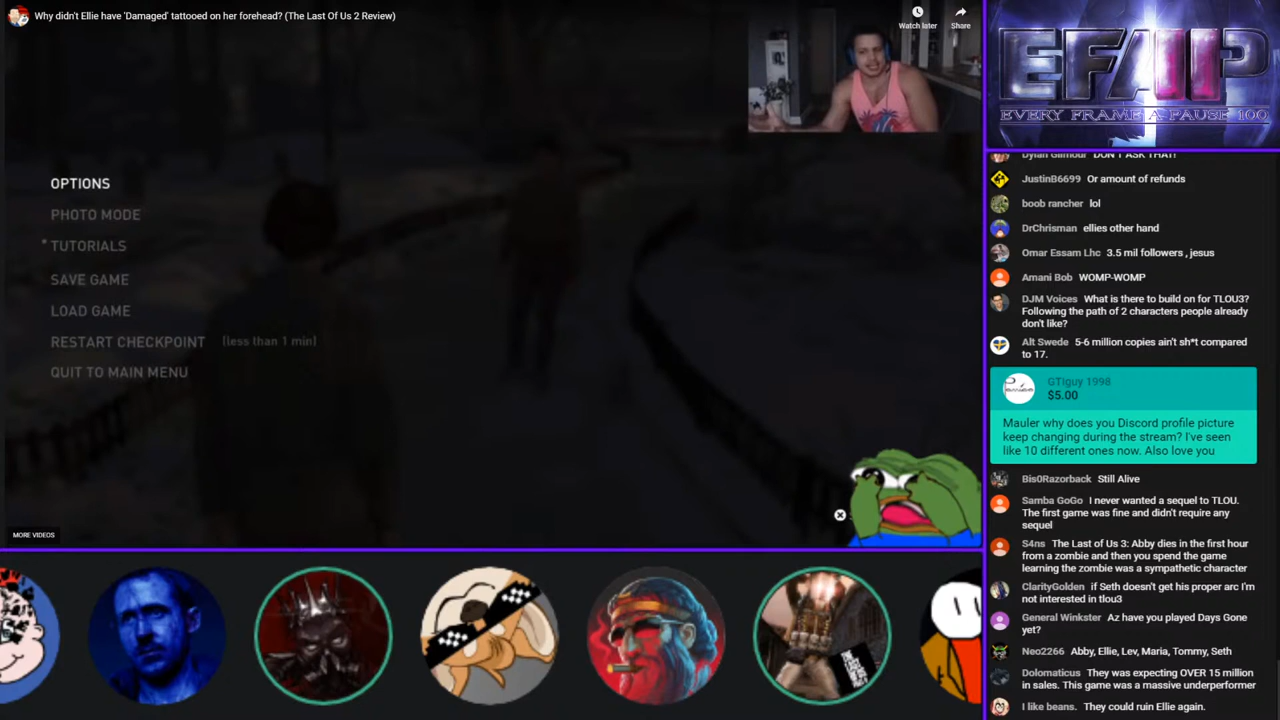 Why didn't Ellie have 'Damaged' tattooed on her forehead? (The Last Of Us 2 Review)
Watch later
Share
OPTIONS
PHOTO MODE
* TUTORIALS
SAVE GAME
LOAD GAME
RESTART CHECKPOINT [less than 1 min]
QUIT TO MAIN MENU
MORE VIDEOS
EFAP
EVERY FRAME A PAUSE 100
Dylan Gilmour DON'T ASK THAT!
JustinB6699 Or amount of refunds
boob rancher lol
DrChrisman ellies other hand
Omar Essam Lhc 3.5 mil followers , jesus
Amani Bob WOMP-WOMP
DJM Voices What is there to build on for TLOU3?
Following the path of 2 characters people already
don't like?
Alt Swede 5-6 million copies ain't sh*t compared
to 17.
GTIguy 1998
$5.00
Mauler why does you Discord profile picture
keep changing during the stream? I've seen
like 10 different ones now. Also love you
Bis0Razorback Still Alive
Samba GoGo I never wanted a sequel to TLOU.
The first game was fine and didn't require any
sequel
S4ns The Last of Us 3: Abby dies in the first hour
from a zombie and then you spend the game
learning the zombie was a sympathetic character
ClarityGolden if Seth doesn't get his proper arc I'm
not interested in tlou3
General Winkster Az have you played Days Gone
yet?
Neo2266 Abby, Ellie, Lev, Maria, Tommy, Seth
Dolomaticus They was expecting OVER 15 million
in sales. This game was a massive underperformer
I like beans. They could ruin Ellie again.